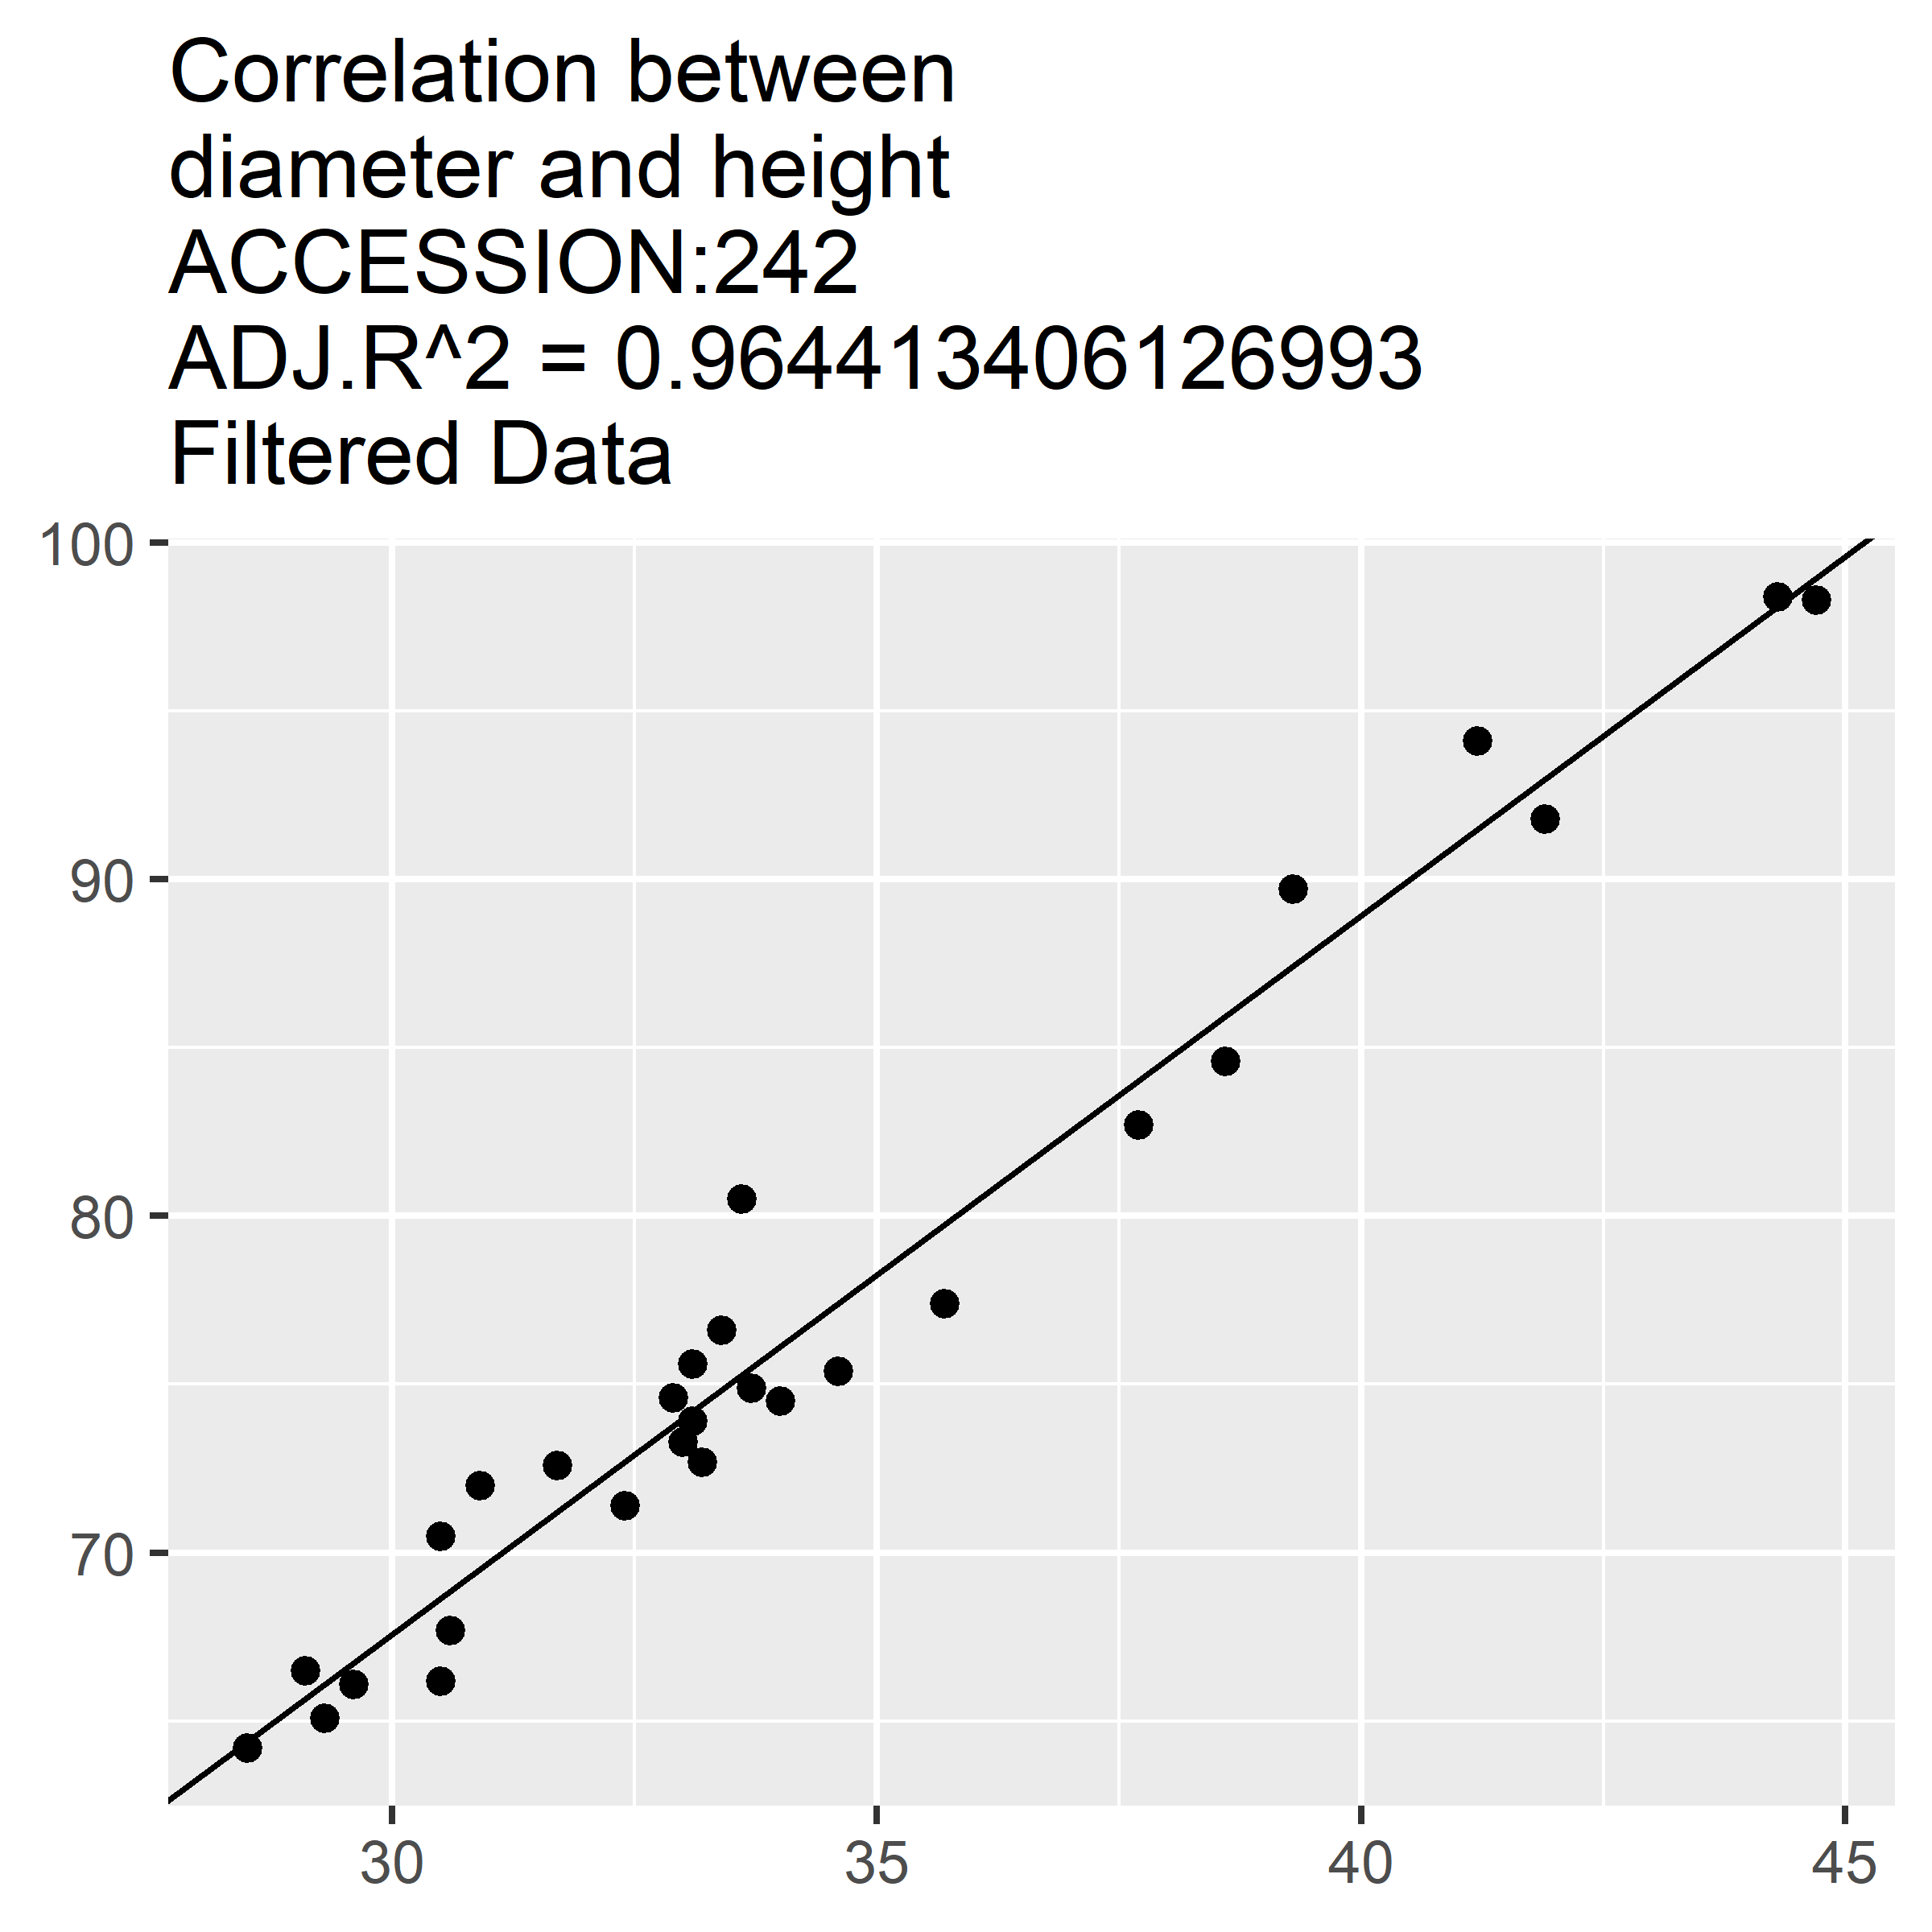 Correlation between
diameter and height
ACCESSION:242
ADJ.R^2 = 0.964413406126993
Filtered Data
100
90
80
70
30 35 40 45